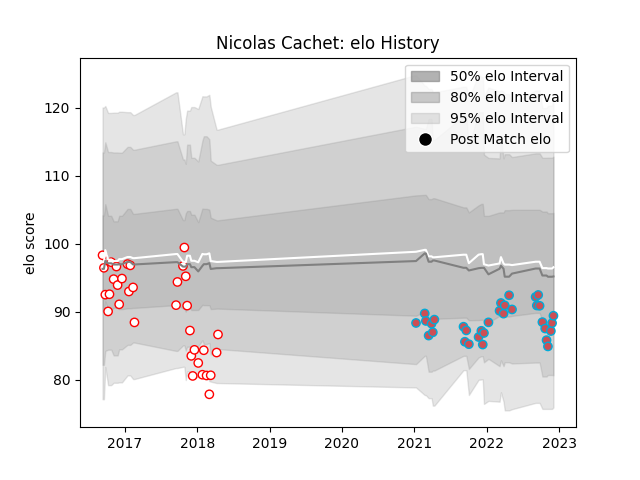 Nicolas Cachet: elo History
50% elo Interval
80% elo Interval
95% elo Interval
Post Match elo
elo score
120
110
100
90
80
2017
2018
2019
2020
2021
2022
2023